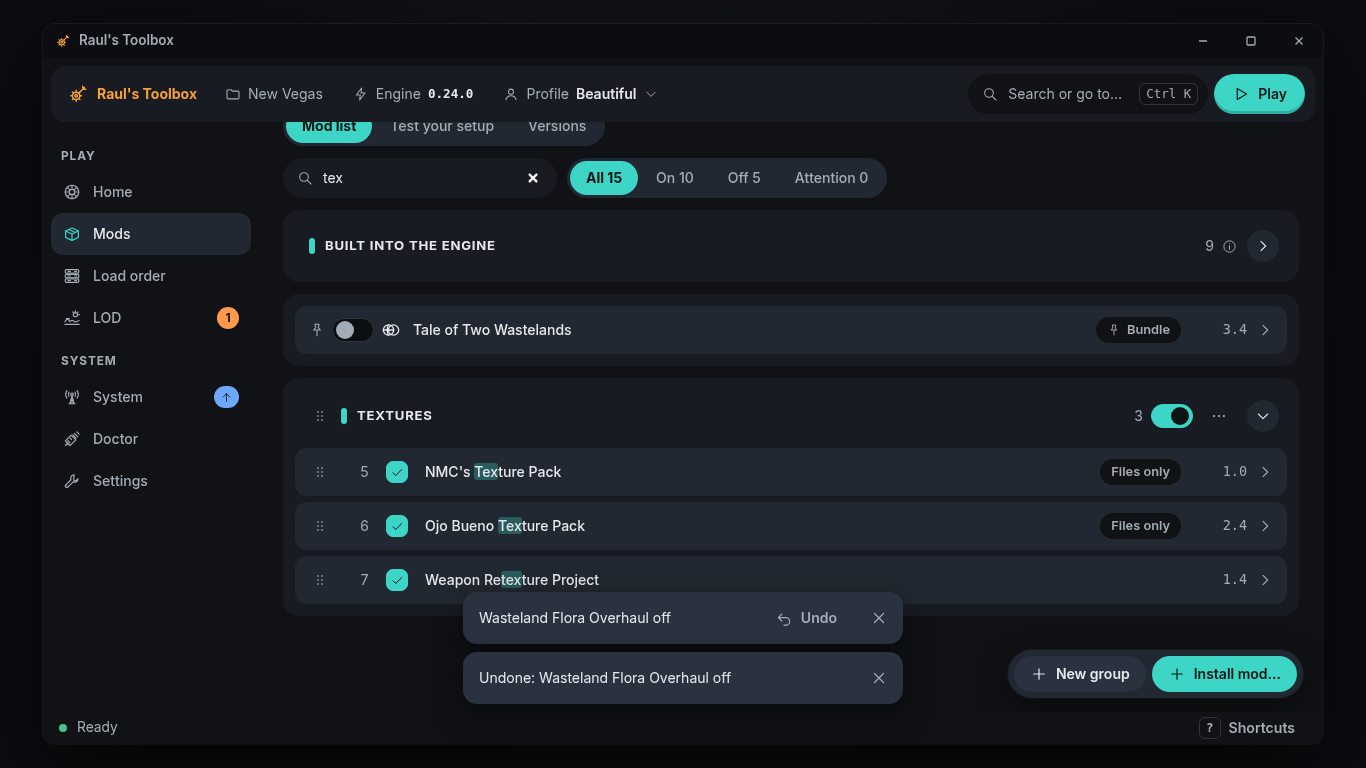 Raul's Toolbox
Raul's Toolbox
New Vegas
Engine 0.24.0
Profile Beautiful
Search or go to...
Ctrl K
Play
Mod list
Test your setup
Versions
PLAY
Home
Mods
Load order
LOD
1
SYSTEM
System
Doctor
Settings
tex
All 15
On 10
Off 5
Attention 0
BUILT INTO THE ENGINE
9
Tale of Two Wastelands
Bundle
3.4
TEXTURES
3
5 NMC's Texture Pack
Files only
1.0
6 Ojo Bueno Texture Pack
Files only
2.4
7 Weapon Retexture Project
1.4
Wasteland Flora Overhaul off
Undo
Undone: Wasteland Flora Overhaul off
New group
Install mod...
Ready
? Shortcuts